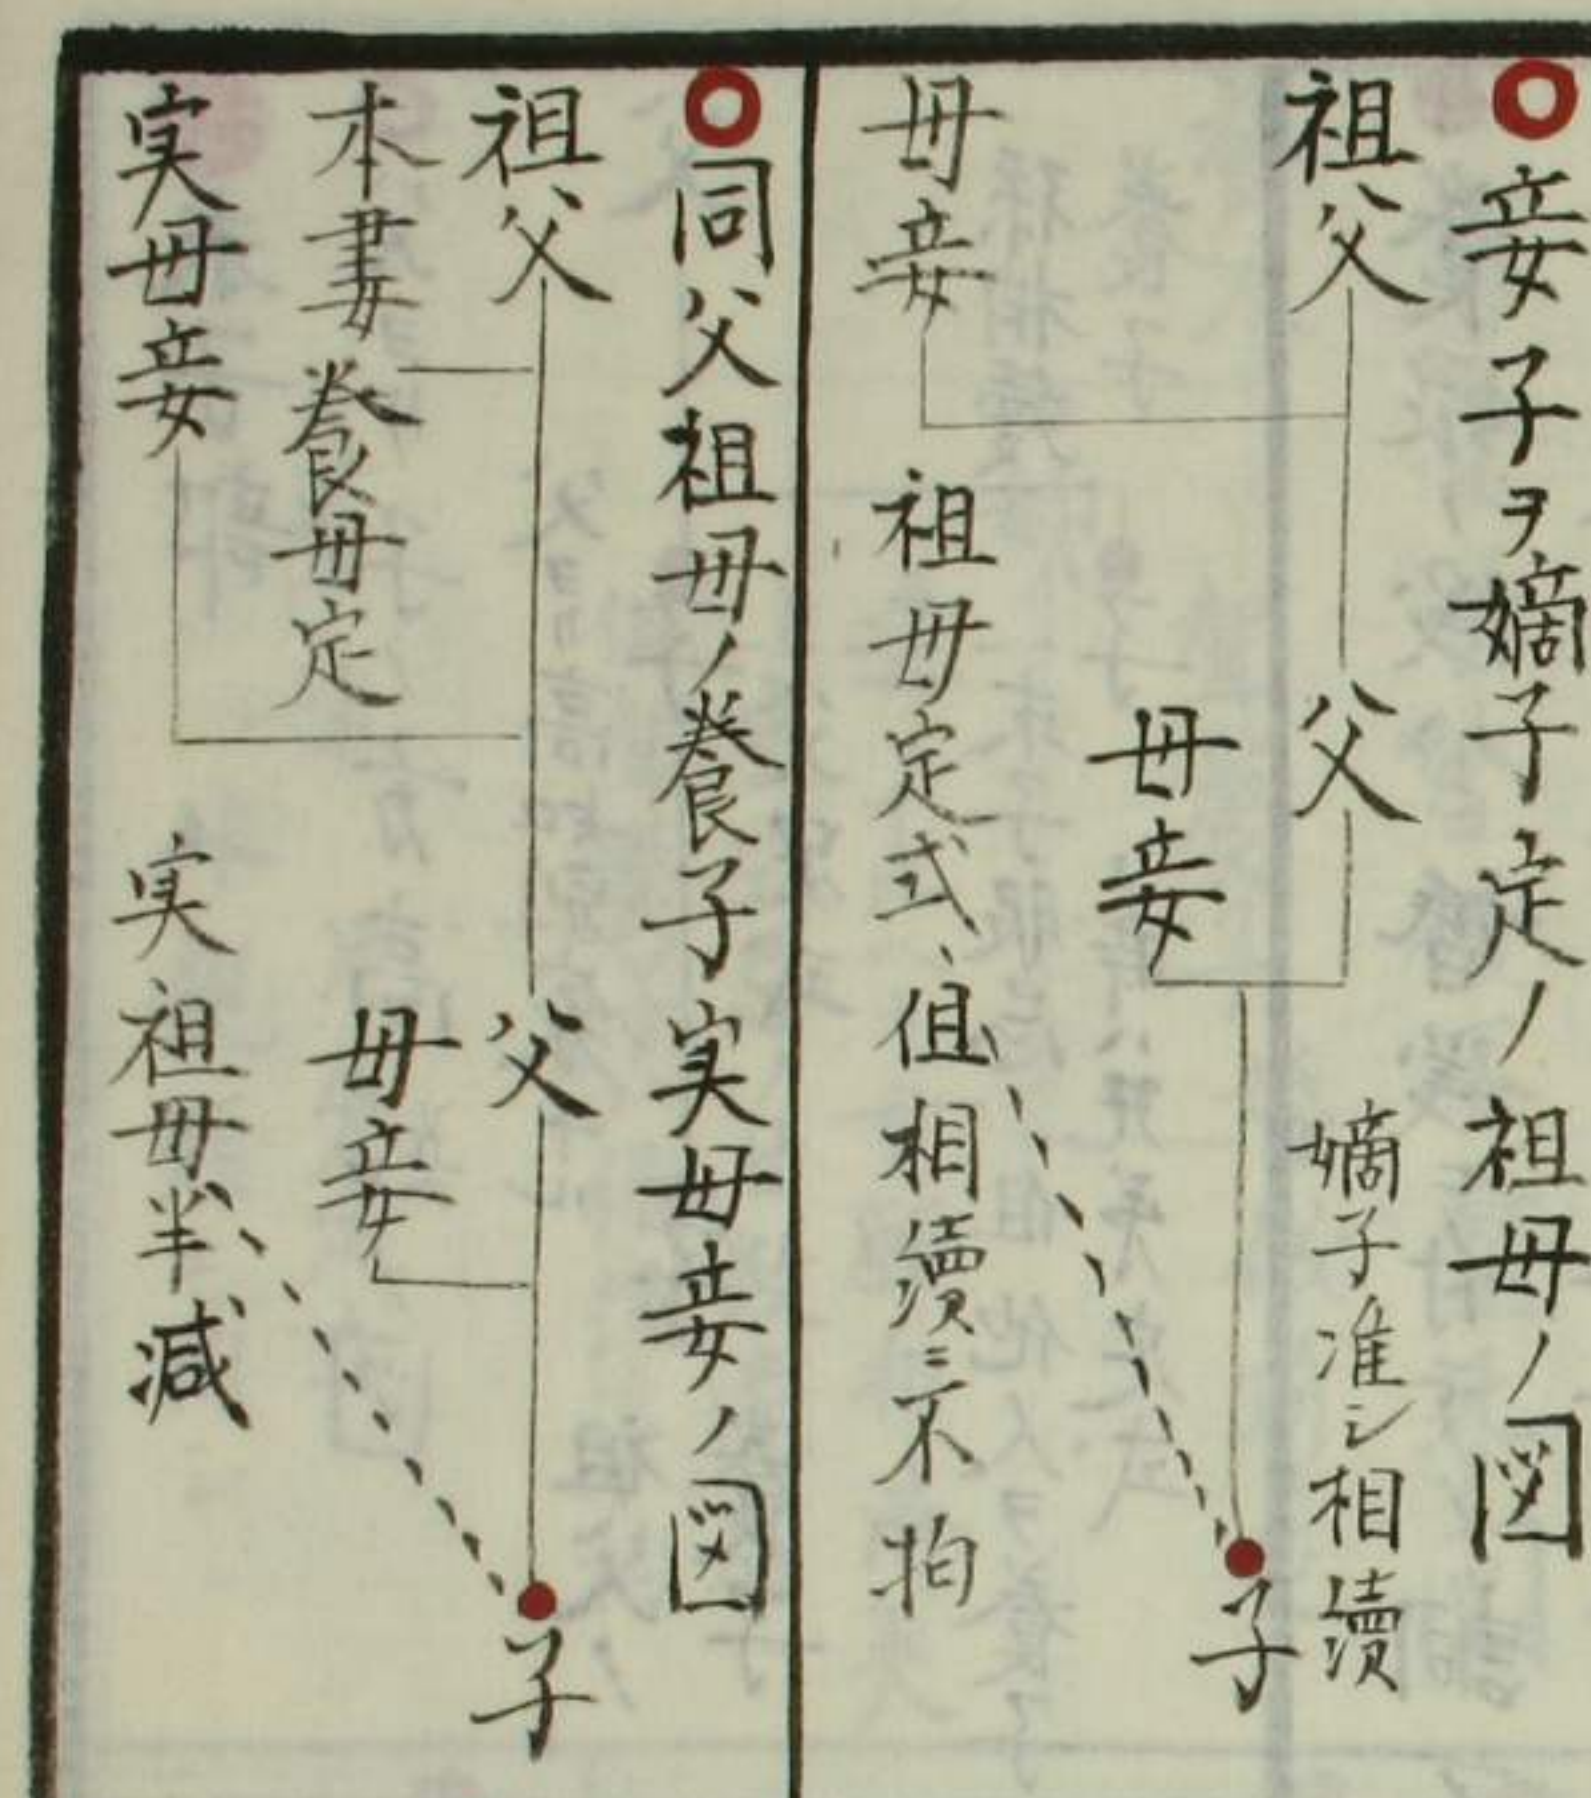 ○妾子ヲ嫡子定ノ祖母ノ図
祖父
父
嫡子准シ相續
母妾
子
母妾
祖母定式、伹相續ニ不拘
○同父祖母ノ養子実母妾ノ図
祖父
父
子
本妻養母定
母妾
実母妾
実祖母半減